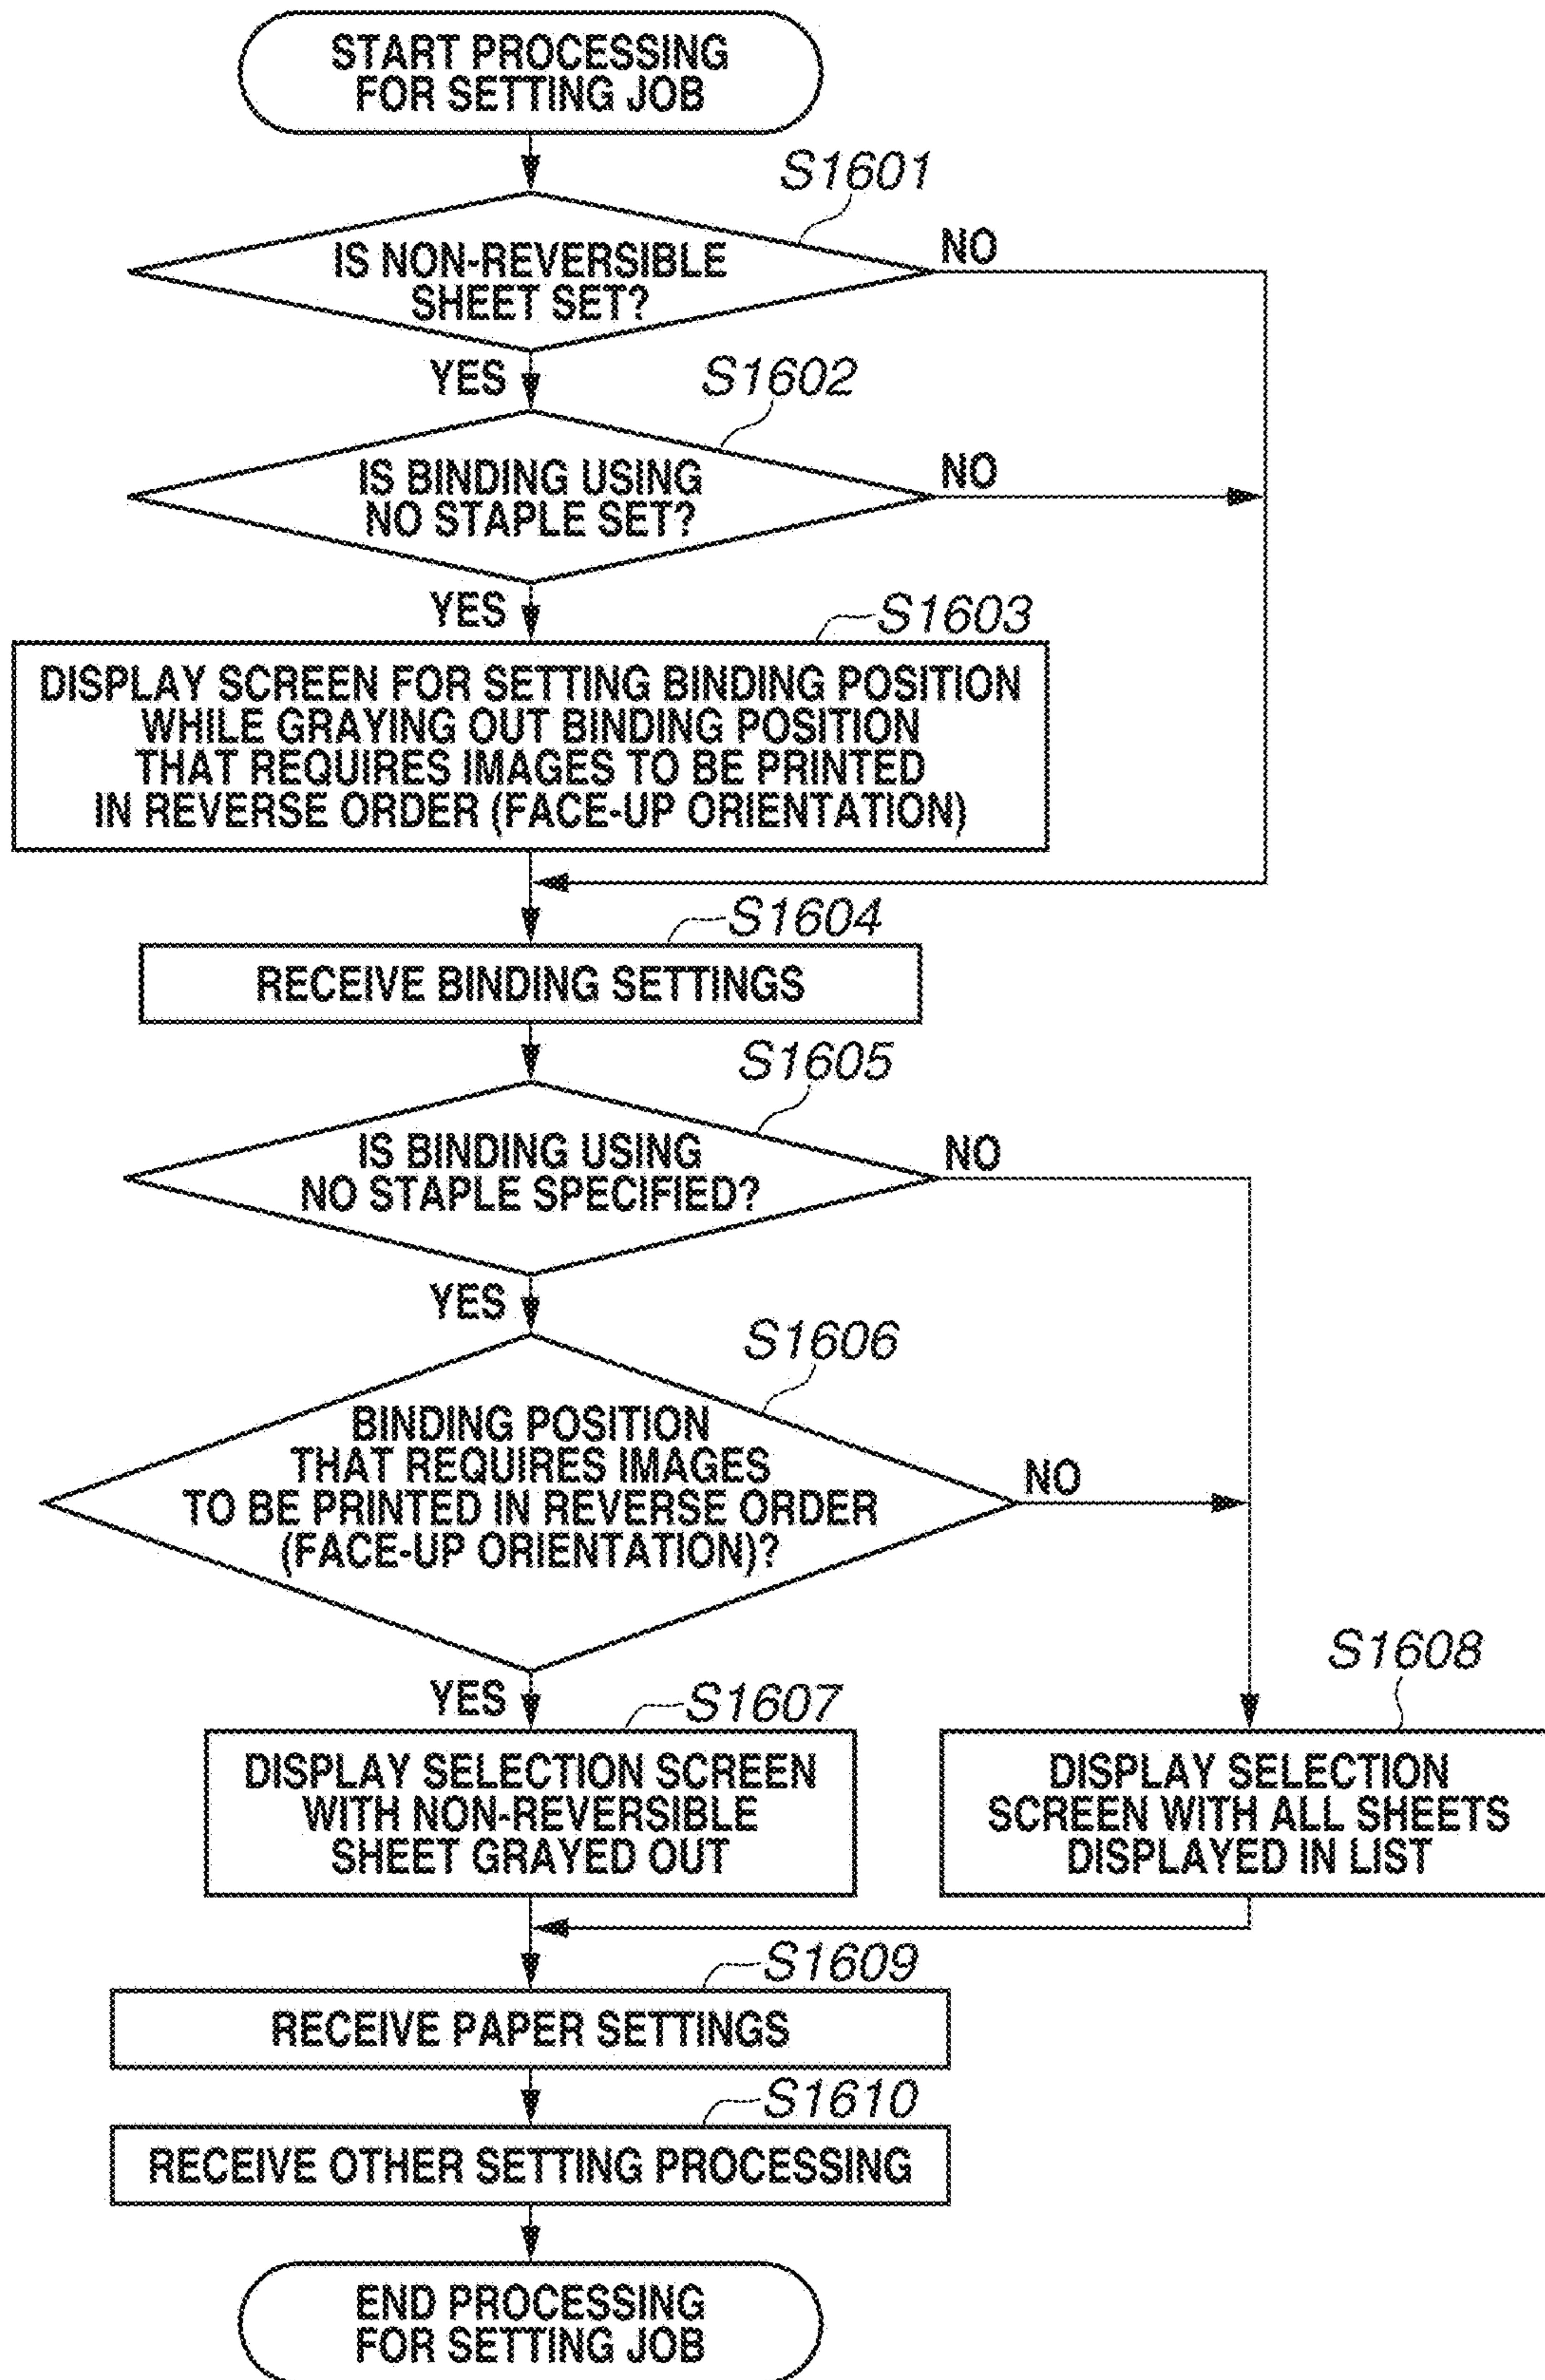 START PROCESSING
FOR SETTING JOB
S1601
IS NON-REVERSIBLE
SHEET SET?
NO
YES
S1602
IS BINDING USING
NO STAPLE SET?
NO
YES
S1603
DISPLAY SCREEN FOR SETTING BINDING POSITION
WHILE GRAYING OUT BINDING POSITION
THAT REQUIRES IMAGES TO BE PRINTED
IN REVERSE ORDER (FACE-UP ORIENTATION)
S1604
RECEIVE BINDING SETTINGS
S1605
IS BINDING USING
NO STAPLE SPECIFIED?
NO
YES
S1606
BINDING POSITION
THAT REQUIRES IMAGES
TO BE PRINTED IN REVERSE ORDER
(FACE-UP ORIENTATION)?
NO
YES
S1607
DISPLAY SELECTION SCREEN
WITH NON-REVERSIBLE
SHEET GRAYED OUT
S1608
DISPLAY SELECTION
SCREEN WITH ALL SHEETS
DISPLAYED IN LIST
S1609
RECEIVE PAPER SETTINGS
S1610
RECEIVE OTHER SETTING PROCESSING
END PROCESSING
FOR SETTING JOB